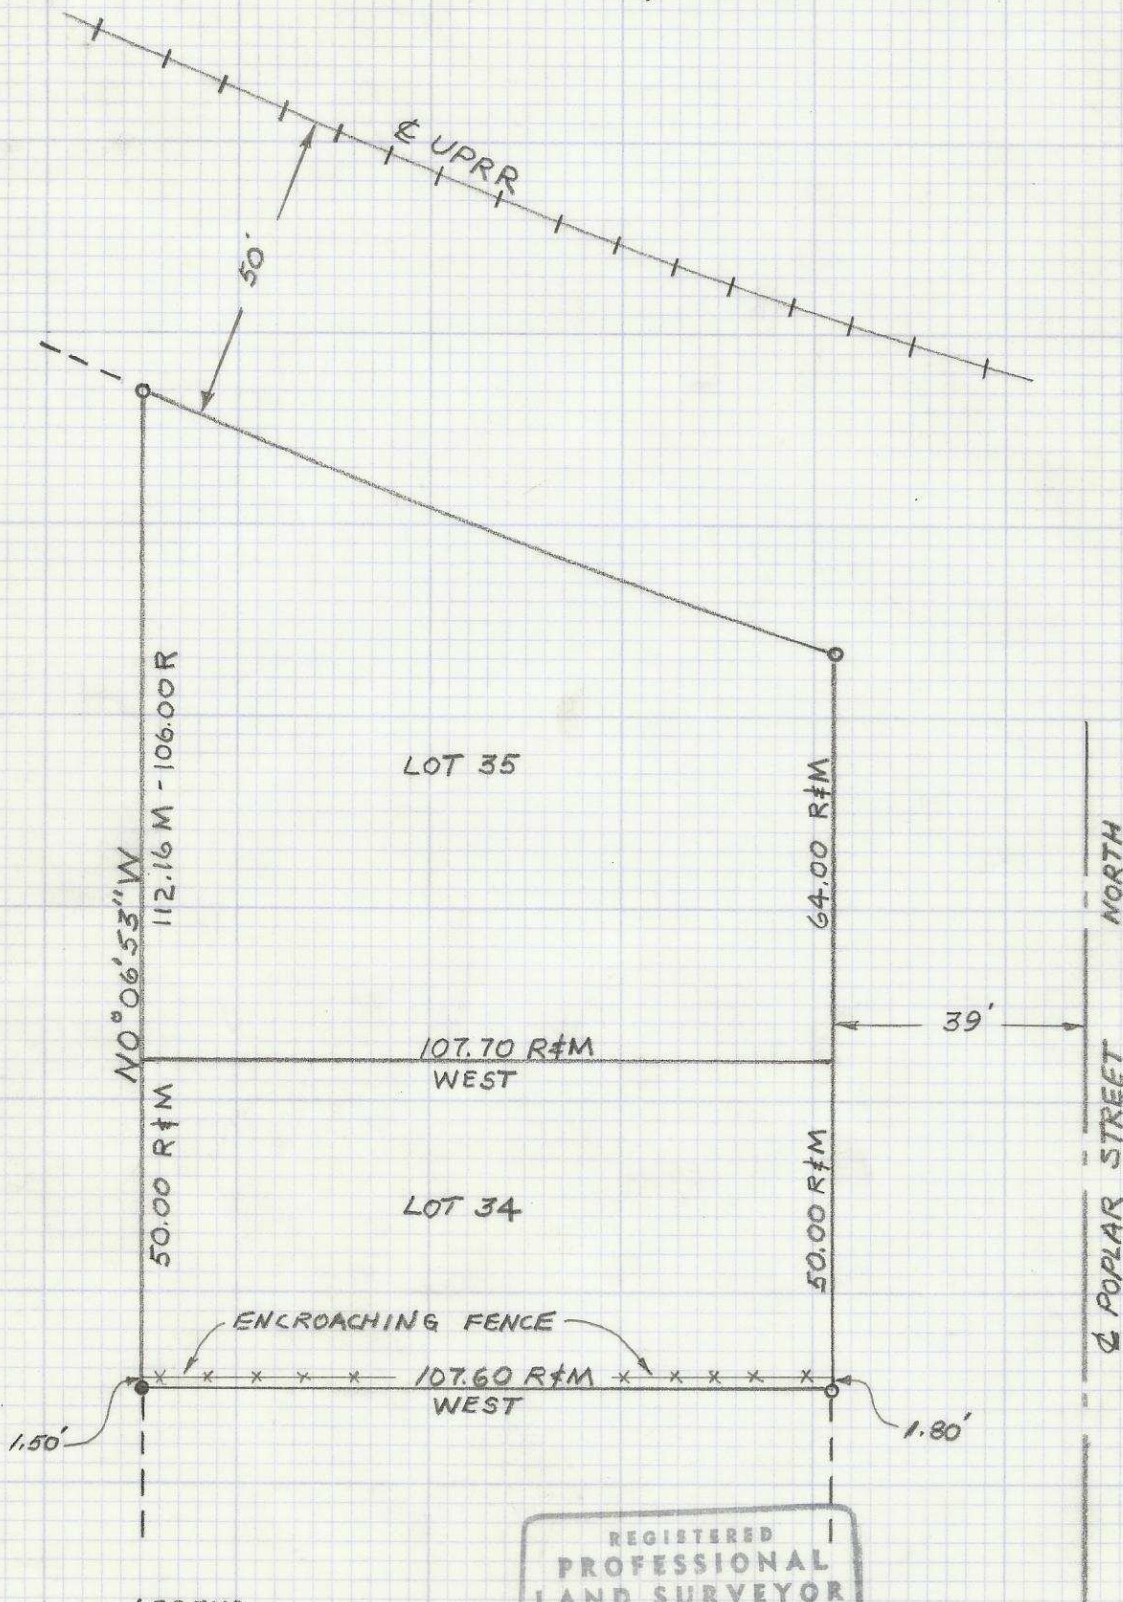 ℄ UPRR
50'
N0°06'53"W
112.16 M - 106.00 R
LOT 35
64.00 R&M
NORTH
39'
107.70 R&M
WEST
50.00 R&M
LOT 34
50.00 R&M
℄ POPLAR STREET
ENCROACHING FENCE
107.60 R&M
WEST
1.50'
1.80'
REGISTERED
PROFESSIONAL
LAND SURVEYOR